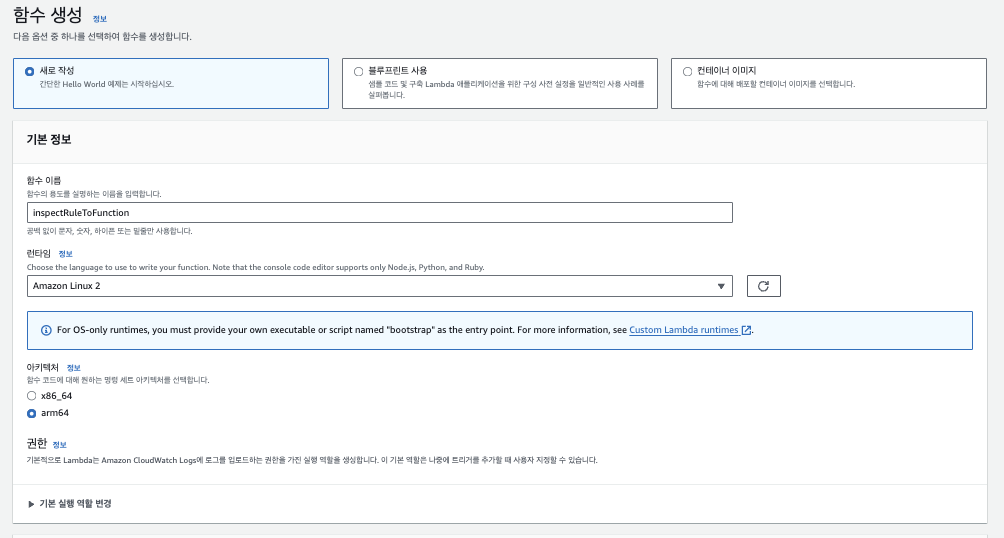 함수 생성 정보
다음 옵션 중 하나를 선택하여 함수를 생성합니다.
새로 작성
간단한 Hello World 예제는 시작하십시오.
블루프린트 사용
샘플 코드 및 구축 Lambda 애플리케이션을 위한 구성 사전 설정을 일반적인 사용 사례를
살펴봅니다.
컨테이너 이미지
함수에 대해 배포할 컨테이너 이미지를 선택합니다.
기본 정보
함수 이름
함수의 용도를 설명하는 이름을 입력합니다.
inspectRuleToFunction
공백 없이 문자, 숫자, 하이픈 또는 밑줄만 사용합니다.
런타임 정보
Choose the language to use to write your function. Note that the console code editor supports only Node.js, Python, and Ruby.
Amazon Linux 2
For OS-only runtimes, you must provide your own executable or script named "bootstrap" as the entry point. For more information, see Custom Lambda runtimes.
아키텍처 정보
함수 코드에 대해 원하는 명령 세트 아키텍처를 선택합니다.
x86_64
arm64
권한 정보
기본적으로 Lambda는 Amazon CloudWatch Logs에 로그를 업로드하는 권한을 가진 실행 역할을 생성합니다. 이 기본 역할은 나중에 트리거를 추가할 때 사용자 지정할 수 있습니다.
기본 실행 역할 변경